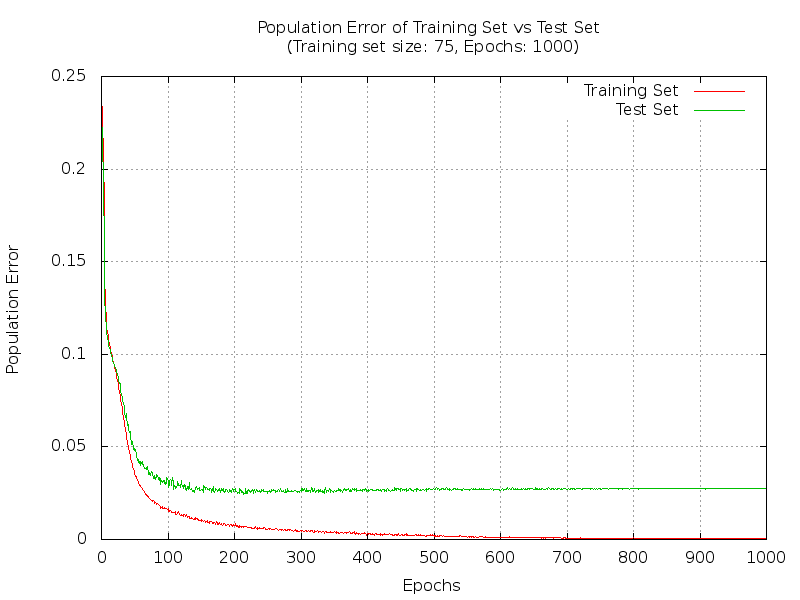 Population Error of Training Set vs Test Set
(Training set size: 75, Epochs: 1000)
Training Set
Test Set
0.25
0.2
0.15
0.1
0.05
0
Population Error
0 100 200 300 400 500 600 700 800 900 1000
Epochs